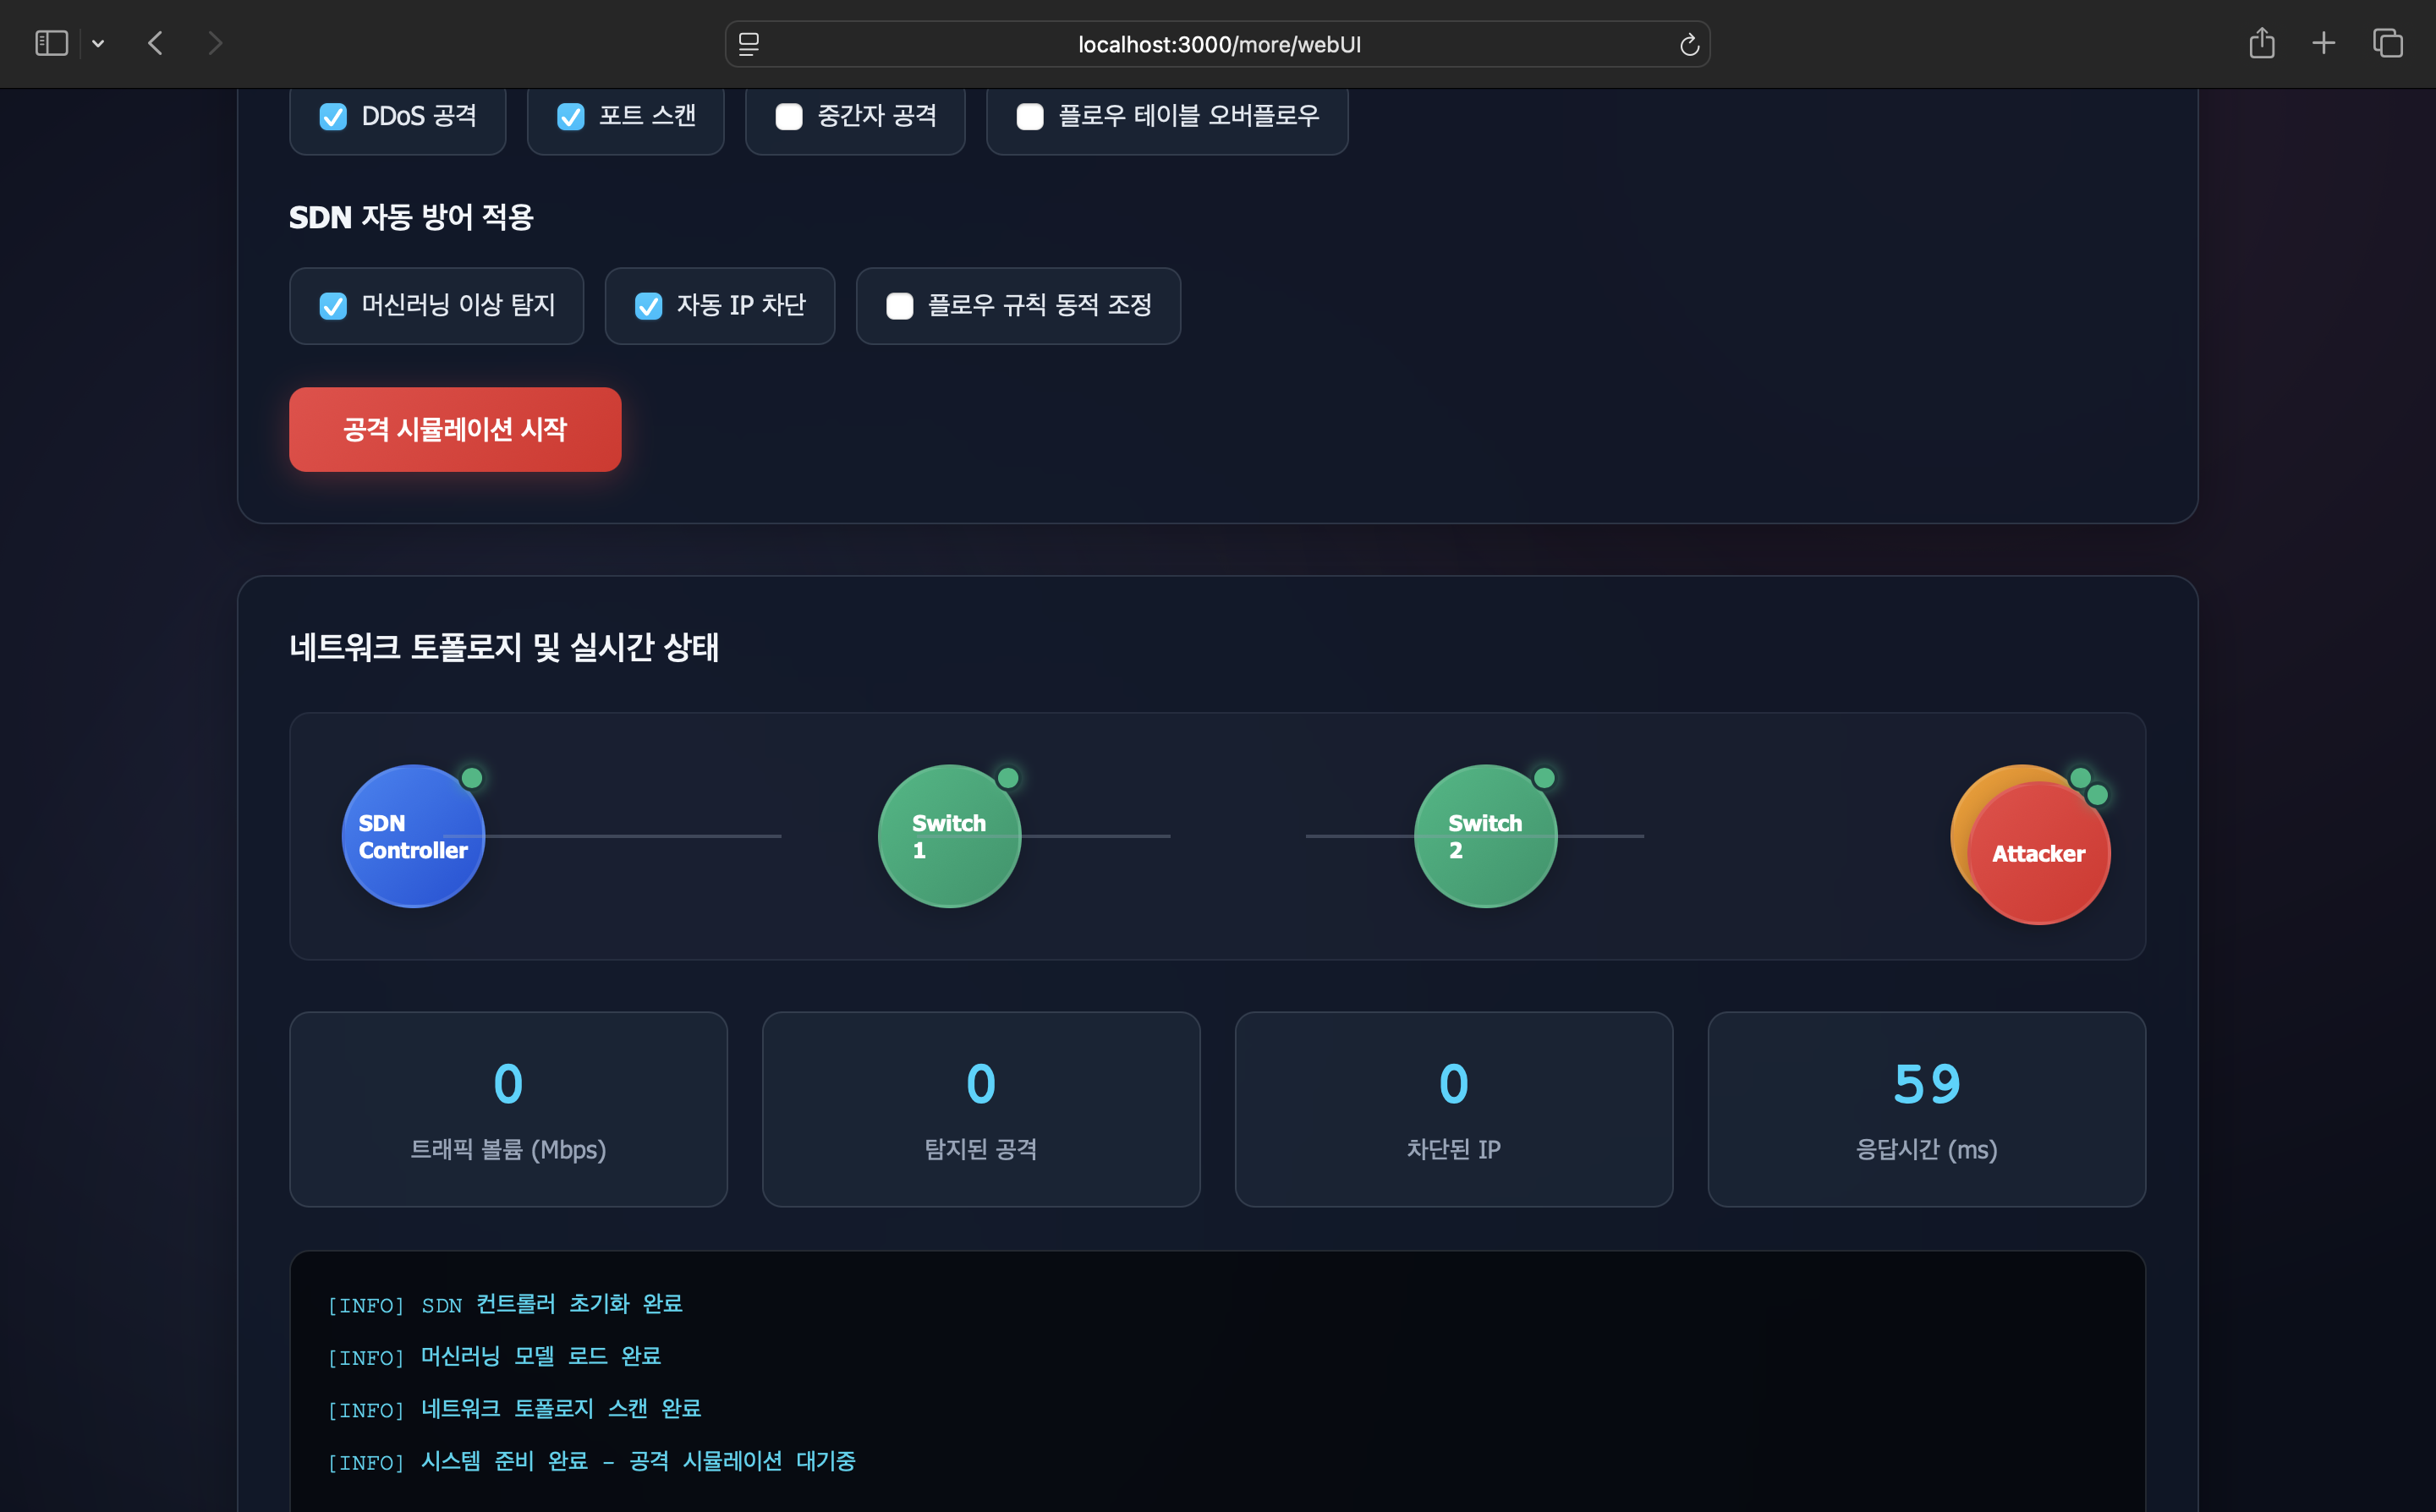 localhost:3000/more/webUI
DDoS 공격
포트 스캔
중간자 공격
플로우 테이블 오버플로우
SDN 자동 방어 적용
머신러닝 이상 탐지
자동 IP 차단
플로우 규칙 동적 조정
공격 시뮬레이션 시작
네트워크 토폴로지 및 실시간 상태
SDN
Controller
Switch
1
Switch
2
Attacker
0
트래픽 볼륨 (Mbps)
0
탐지된 공격
0
차단된 IP
59
응답시간 (ms)
[INFO] SDN 컨트롤러 초기화 완료
[INFO] 머신러닝 모델 로드 완료
[INFO] 네트워크 토폴로지 스캔 완료
[INFO] 시스템 준비 완료 - 공격 시뮬레이션 대기중